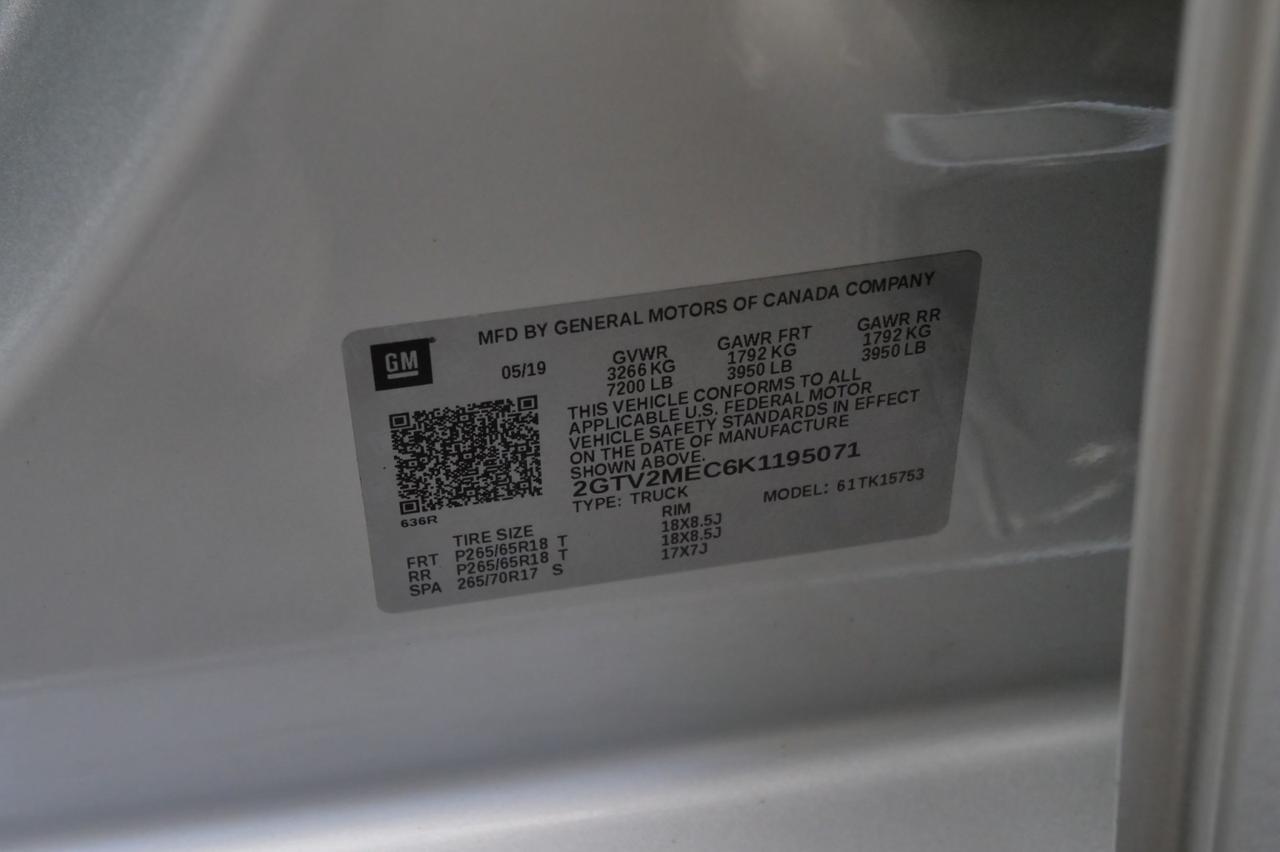 MFD BY GENERAL MOTORS OF CANADA COMPANY
GM
05/19
GVWR
3266 KG
7200 LB
GAWR FRT
1792 KG
3950 LB
GAWR RR
1792 KG
3950 LB
THIS VEHICLE CONFORMS TO ALL
APPLICABLE U.S. FEDERAL MOTOR
VEHICLE SAFETY STANDARDS IN EFFECT
ON THE DATE OF MANUFACTURE
SHOWN ABOVE.
2GTV2MEC6K1195071
TYPE: TRUCK
MODEL: 61TK15753
636R
TIRE SIZE RIM
FRT P265/65R18 T 18X8.5J
RR P265/65R18 T 18X8.5J
SPA 265/70R17 S 17X7J